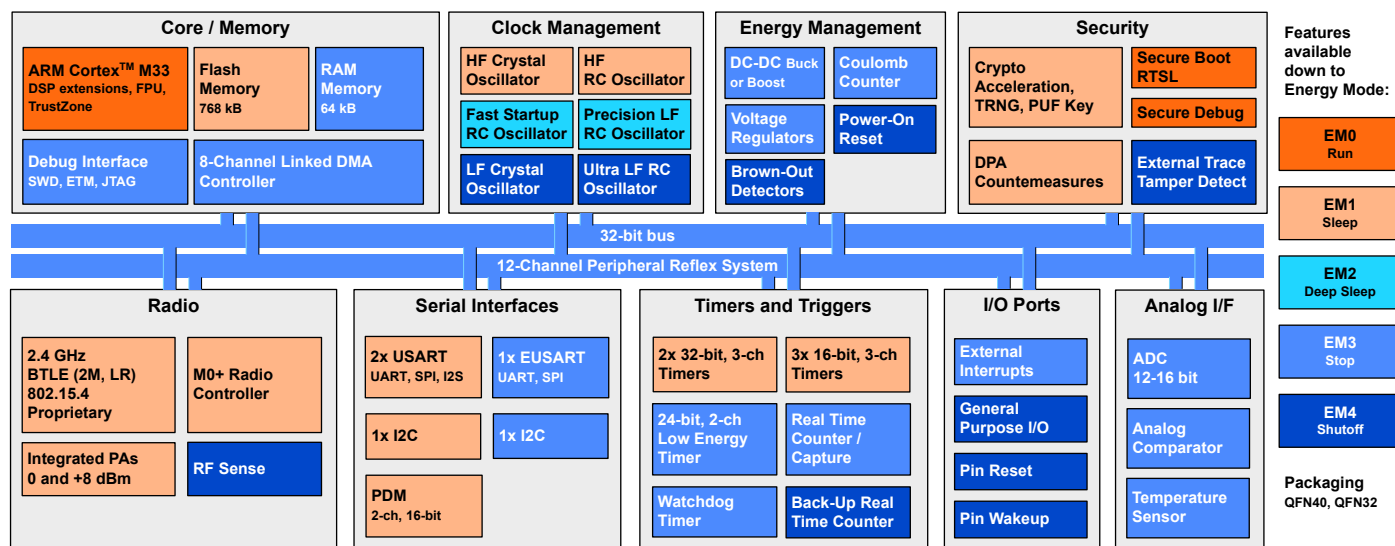 Core / Memory
ARM Cortex™ M33
DSP extensions, FPU,
TrustZone
Flash
Memory
768 kB
RAM
Memory
64 kB
Debug Interface
SWD, ETM, JTAG
8-Channel Linked DMA
Controller
Clock Management
HF Crystal
Oscillator
HF
RC Oscillator
Fast Startup
RC Oscillator
Precision LF
RC Oscillator
LF Crystal
Oscillator
Ultra LF RC
Oscillator
Energy Management
DC-DC Buck
or Boost
Coulomb
Counter
Voltage
Regulators
Power-On
Reset
Brown-Out
Detectors
Security
Crypto
Acceleration,
TRNG, PUF Key
Secure Boot
RTSL
Secure Debug
DPA
Countemeasures
External Trace
Tamper Detect
32-bit bus
12-Channel Peripheral Reflex System
Radio
2.4 GHz
BTLE (2M, LR)
802.15.4
Proprietary
M0+ Radio
Controller
Integrated PAs
0 and +8 dBm
RF Sense
Serial Interfaces
2x USART
UART, SPI, I2S
1x EUSART
UART, SPI
1x I2C
1x I2C
PDM
2-ch, 16-bit
Timers and Triggers
2x 32-bit, 3-ch
Timers
3x 16-bit, 3-ch
Timers
24-bit, 2-ch
Low Energy
Timer
Real Time
Counter /
Capture
Watchdog
Timer
Back-Up Real
Time Counter
I/O Ports
External
Interrupts
General
Purpose I/O
Pin Reset
Pin Wakeup
Analog I/F
ADC
12-16 bit
Analog
Comparator
Temperature
Sensor
Features
available
down to
Energy Mode:
EM0
Run
EM1
Sleep
EM2
Deep Sleep
EM3
Stop
EM4
Shutoff
Packaging
QFN40, QFN32